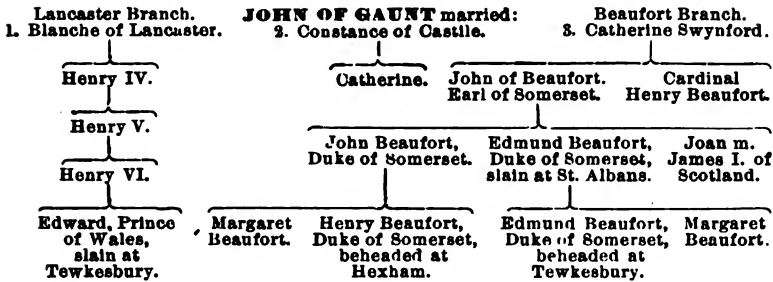 Lancaster Branch.
1. Blanche of Lancaster.
JOHN OF GAUNT married:
2. Constance of Castile.
Beaufort Branch.
3. Catherine Swynford.
Henry IV.
Catherine.
John of Beaufort.
Earl of Somerset.
Cardinal
Henry Beaufort.
Henry V.
John Beaufort,
Duke of Somerset.
Edmund Beaufort,
Duke of Somerset,
slain at St. Albans.
Joan m.
James I. of
Scotland.
Henry VI.
Edward, Prince
of Wales,
slain at
Tewkesbury.
Margaret
Beaufort.
Henry Beaufort,
Duke of Somerset,
beheaded at
Hexham.
Edmund Beaufort,
Duke of Somerset,
beheaded at
Tewkesbury.
Margaret
Beaufort.